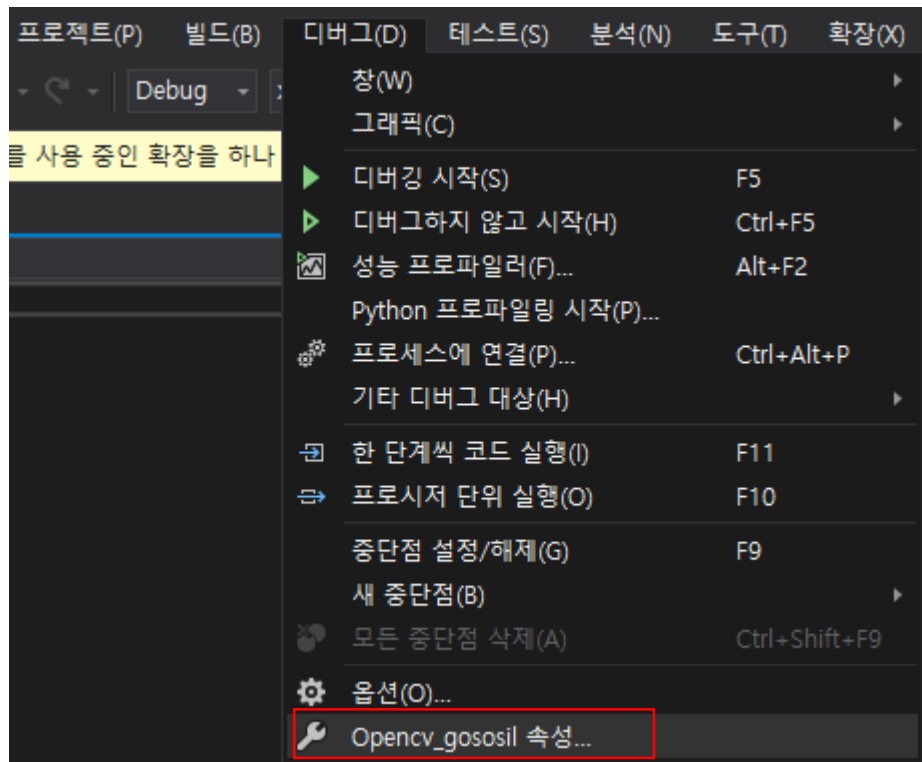 프로젝트(P) 빌드(B) 디버그(D) 테스트(S) 분석(N) 도구(T) 확장(X)
Debug
를 사용 중인 확장을 하나
창(W)
그래픽(C)
디버깅 시작(S) F5
디버그하지 않고 시작(H) Ctrl+F5
성능 프로파일러(F)... Alt+F2
Python 프로파일링 시작(P)...
프로세스에 연결(P)... Ctrl+Alt+P
기타 디버그 대상(H)
한 단계씩 코드 실행(I) F11
프로시저 단위 실행(O) F10
중단점 설정/해제(G) F9
새 중단점(B)
모든 중단점 삭제(A) Ctrl+Shift+F9
옵션(O)...
Opencv_gososil 속성...